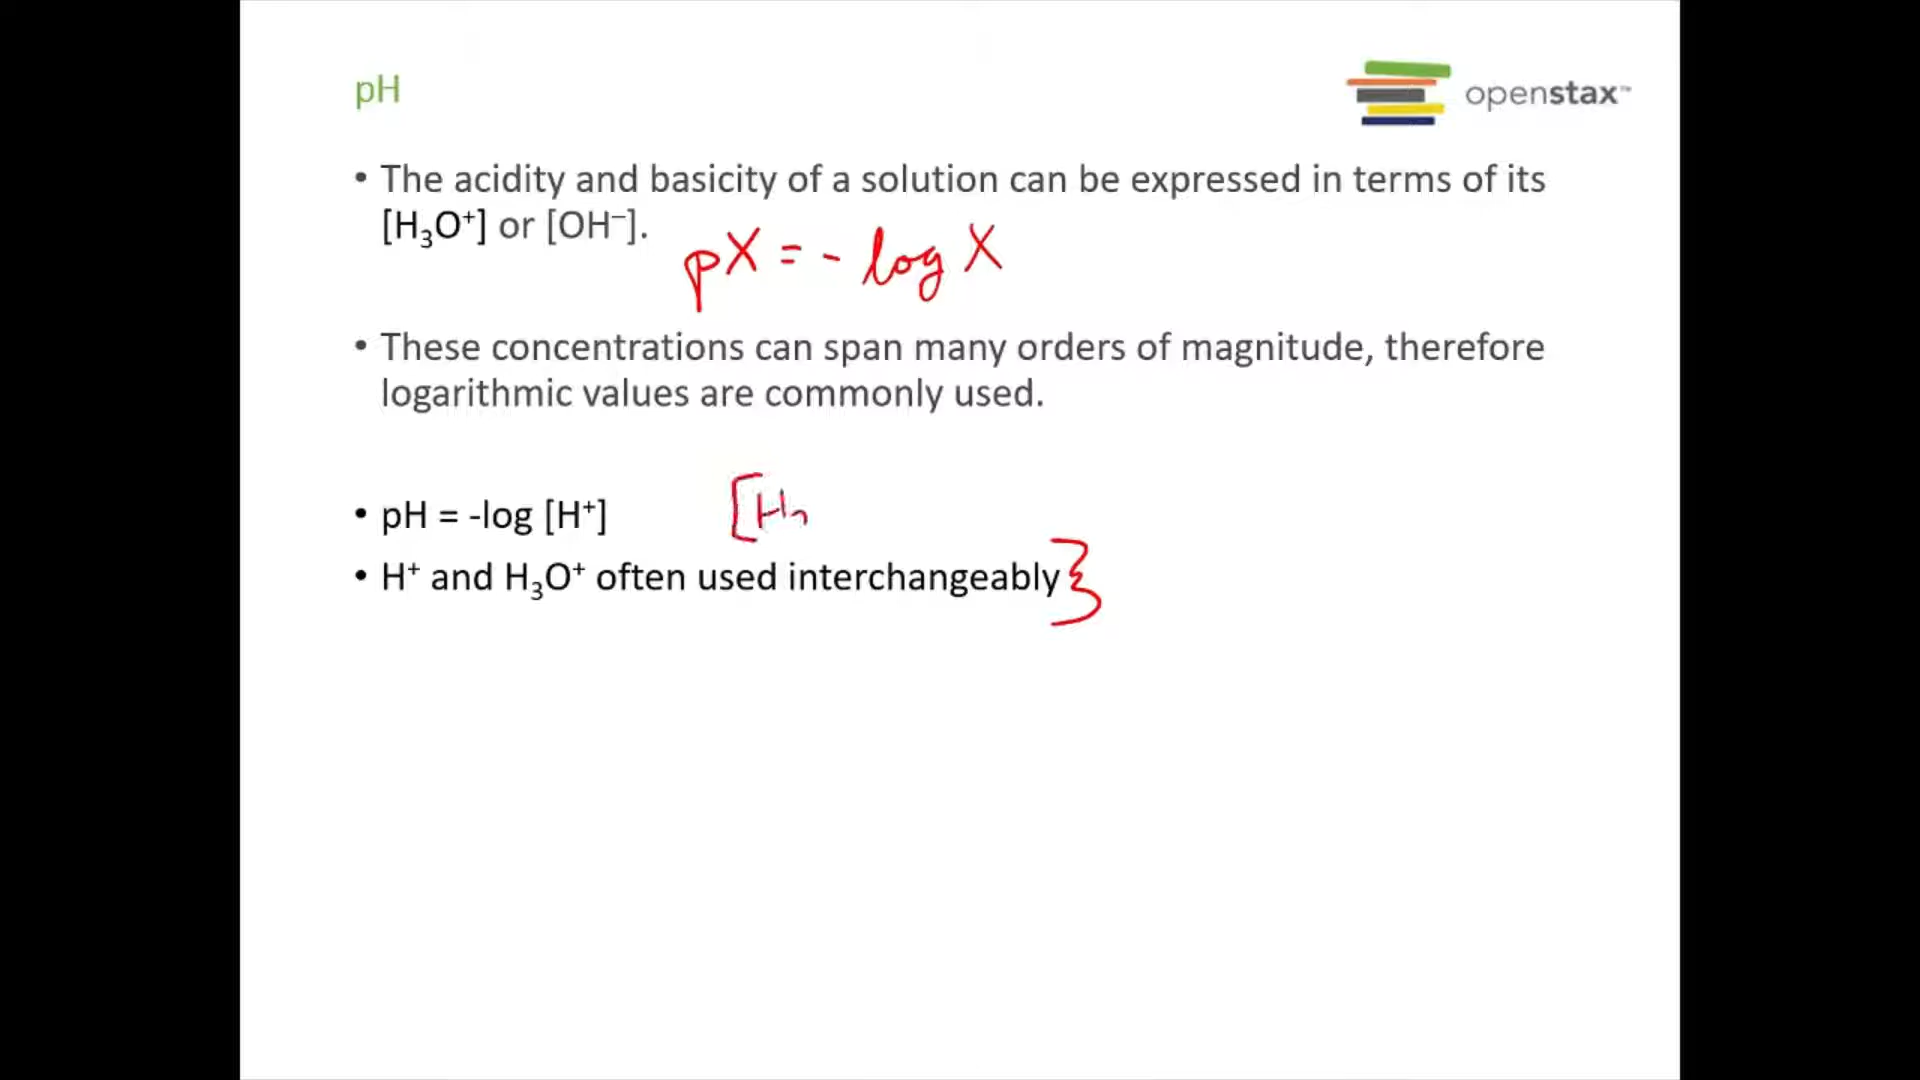 pH
openstax™
• The acidity and basicity of a solution can be expressed in terms of its
[H₃O⁺] or [OH⁻].
pX = - log X
• These concentrations can span many orders of magnitude, therefore
logarithmic values are commonly used.
• pH = -log [H⁺]
[H
• H⁺ and H₃O⁺ often used interchangeably }